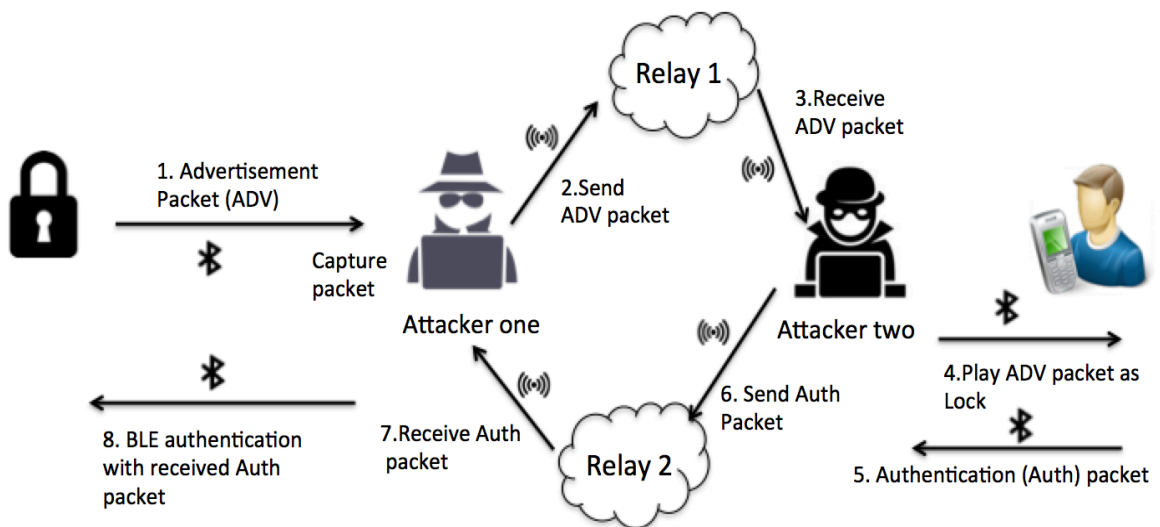 Relay 1
3.Receive
ADV packet
1. Advertisement
Packet (ADV)
2.Send
ADV packet
Capture
packet
Attacker one
Attacker two
4.Play ADV packet as
Lock
6. Send Auth
Packet
7.Receive Auth
packet
Relay 2
8. BLE authentication
with received Auth
packet
5. Authentication (Auth) packet